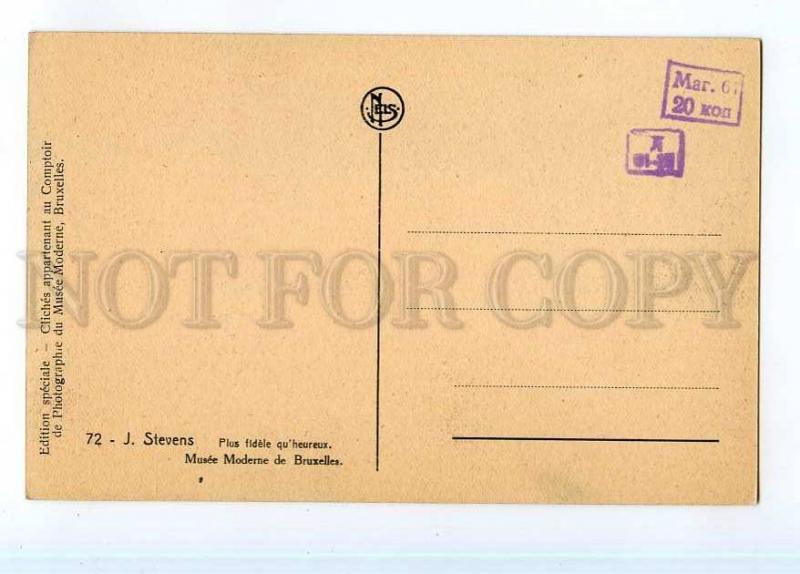 Edition spéciale — Clichés appartenant au Comptoir
de Photographie du Musée Moderne, Bruxelles.
NELS
Маг. 67
20 коп
NOT FOR COPY
72 - J. Stevens Plus fidèle qu'heureux.
Musée Moderne de Bruxelles.